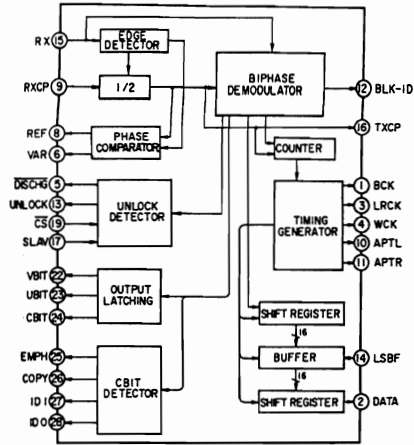 RX 15
EDGE DETECTOR
RXCP 9
1/2
BIPHASE DEMODULATOR
12 BLK-ID
16 TXCP
REF 8
VAR 6
PHASE COMPARATOR
COUNTER
DISCHG 5
UNLOCK 13
CS 19
SLAV 17
UNLOCK DETECTOR
TIMING GENERATOR
1 BCK
3 LRCK
4 WCK
10 APTL
11 APTR
VBIT 22
UBIT 23
CBIT 24
OUTPUT LATCHING
SHIFT REGISTER
16
BUFFER
14 LSBF
16
SHIFT REGISTER
2 DATA
EMPH 25
COPY 26
ID1 27
ID0 28
CBIT DETECTOR